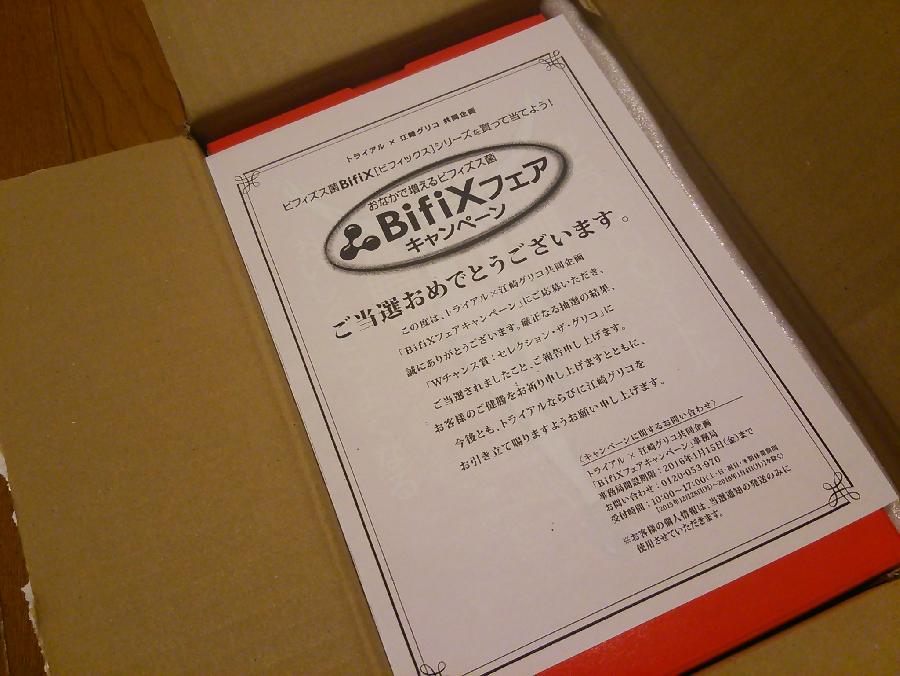 トライアル × 江崎グリコ 共同企画
ビフィズス菌BifiX[ビフィックス]シリーズを買って当てよう!
おなかで増えるビフィズス菌
BifiXフェア
キャンペーン
ご当選おめでとうございます。
この度は、トライアル×江崎グリコ共同企画
「BifiXフェアキャンペーン」にご応募いただき、
誠にありがとうございます。厳正なる抽選の結果、
「Wチャンス賞:セレクション・ザ・グリコ」に
ご当選されましたこと、ご報告申し上げます。
お客様のご健勝をお祈り申し上げますとともに、
今後とも、トライアルならびに江崎グリコを
お引き立て賜りますようお願い申し上げます。
〈キャンペーンに関するお問い合わせ〉
トライアル × 江崎グリコ共同企画
「BifiXフェアキャンペーン」事務局
事務局開設期限:2016年1月15日(金)まで
お問い合わせ:0120-053-970
受付時間:10:00~17:00
※お客様の個人情報は、当選通知の発送のみに
使用させていただきます。